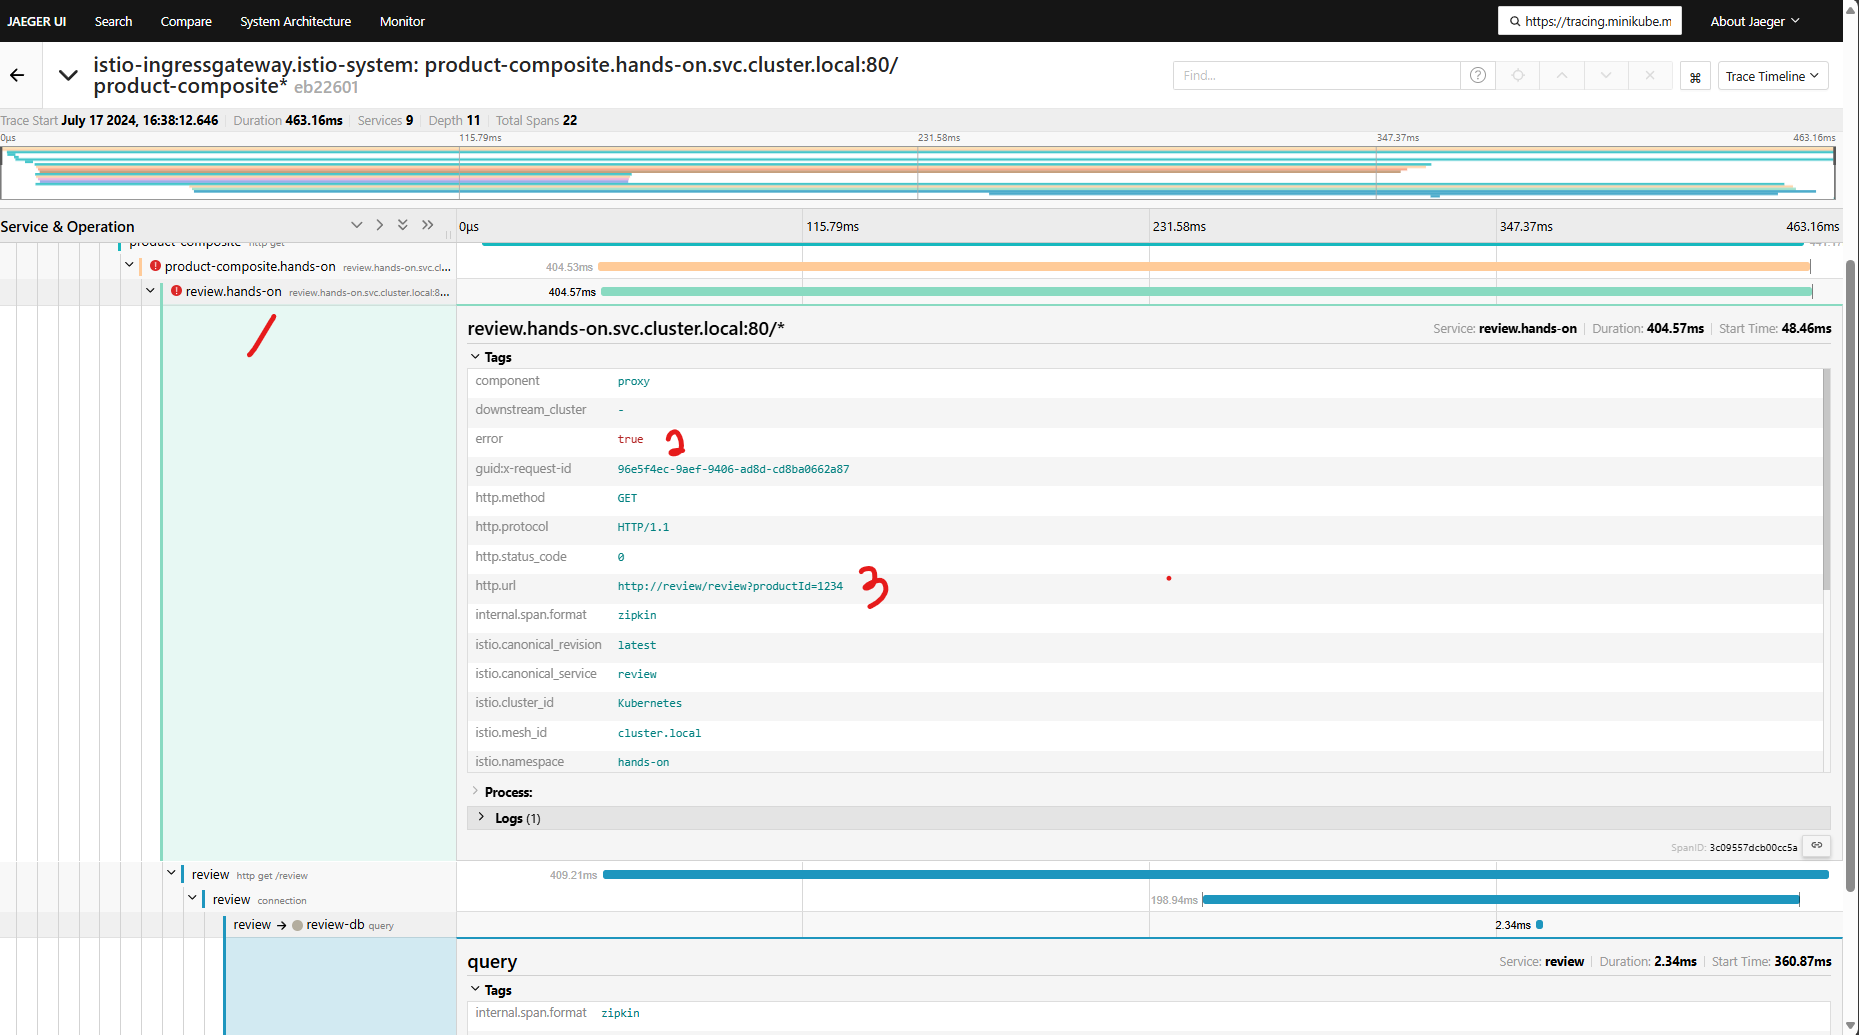 JAEGER UI Search Compare System Architecture Monitor https://tracing.minikube.m About Jaeger
istio-ingressgateway.istio-system: product-composite.hands-on.svc.cluster.local:80/
product-composite* eb22601
Find... Trace Timeline
Trace Start July 17 2024, 16:38:12.646 Duration 463.16ms Services 9 Depth 11 Total Spans 22
0μs 115.79ms 231.58ms 347.37ms 463.16ms
Service & Operation 0μs 115.79ms 231.58ms 347.37ms 463.16ms
product-composite http get
product-composite.hands-on review.hands-on.svc.cl... 404.53ms
review.hands-on review.hands-on.svc.cluster.local:8... 404.57ms
1
review.hands-on.svc.cluster.local:80/* Service: review.hands-on Duration: 404.57ms Start Time: 48.46ms
Tags
component proxy
downstream_cluster -
error true 2
guid:x-request-id 96e5f4ec-9aef-9406-ad8d-cd8ba0662a87
http.method GET
http.protocol HTTP/1.1
http.status_code 0
http.url http://review/review?productId=1234 3
internal.span.format zipkin
istio.canonical_revision latest
istio.canonical_service review
istio.cluster_id Kubernetes
istio.mesh_id cluster.local
istio.namespace hands-on
Process:
Logs (1)
SpanID: 3c09557dcb00cc5a
review http get /review 409.21ms
review connection 198.94ms
review → review-db query 2.34ms
query Service: review Duration: 2.34ms Start Time: 360.87ms
Tags
internal.span.format zipkin